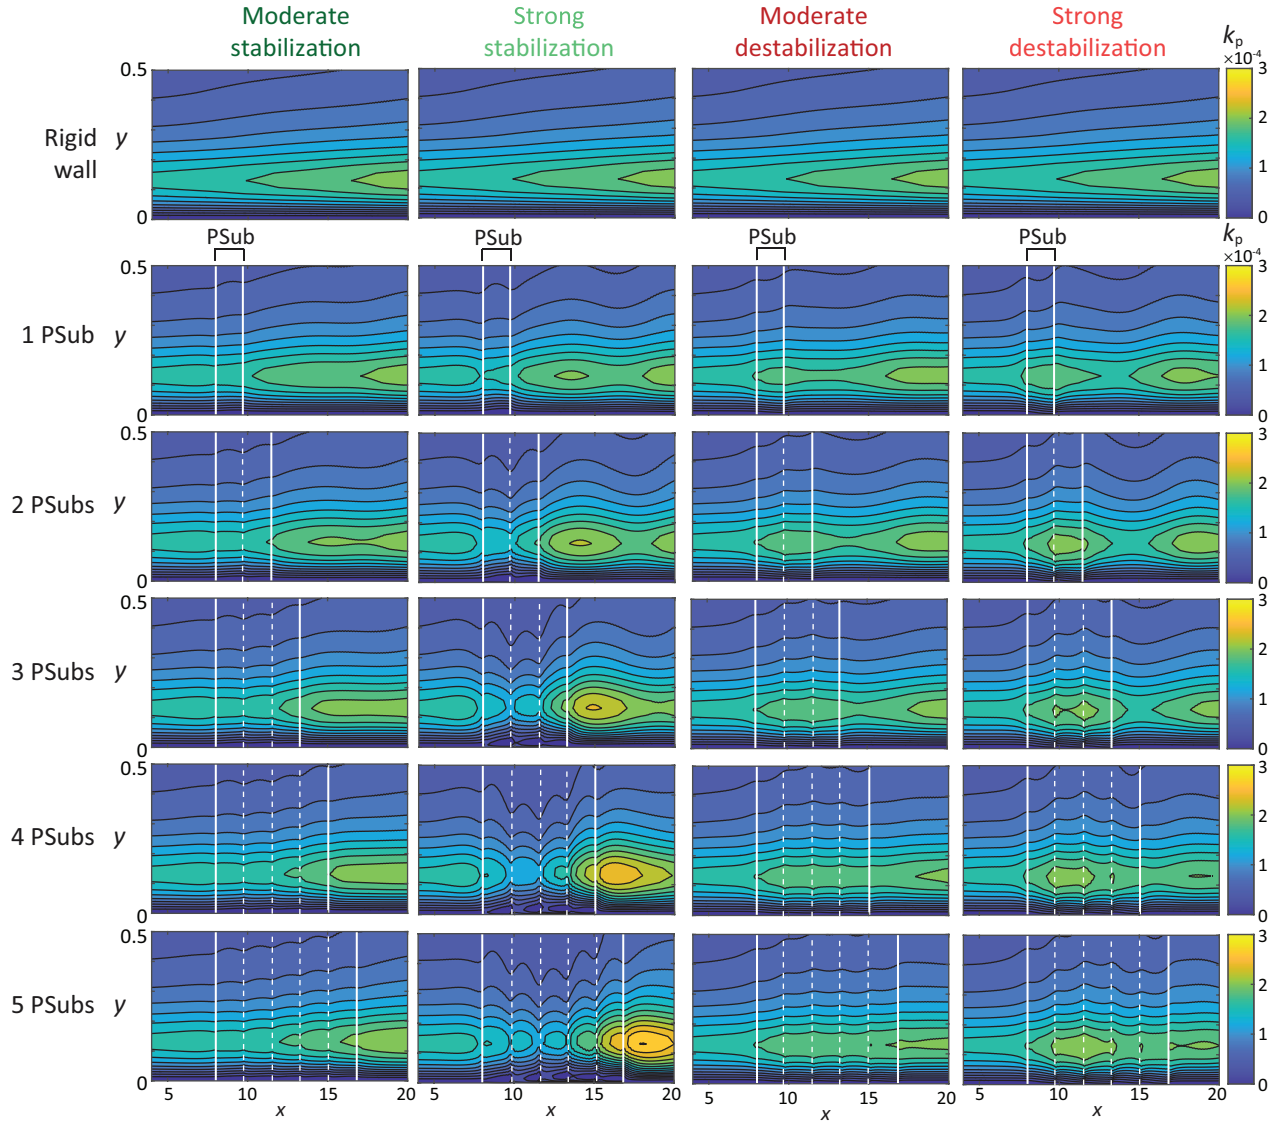 Moderate stabilization
Strong stabilization
Moderate destabilization
Strong destabilization
kp
×10-4
Rigid wall
y
0.5
0
3
2
1
0
PSub
PSub
PSub
PSub
kp
×10-4
1 PSub
y
0.5
0
3
2
1
0
2 PSubs
y
0.5
0
3
2
1
0
3 PSubs
y
0.5
0
3
2
1
0
4 PSubs
y
0.5
0
3
2
1
0
5 PSubs
y
0.5
0
3
2
1
0
5 10 15 20
5 10 15 20
5 10 15 20
5 10 15 20
x
x
x
x